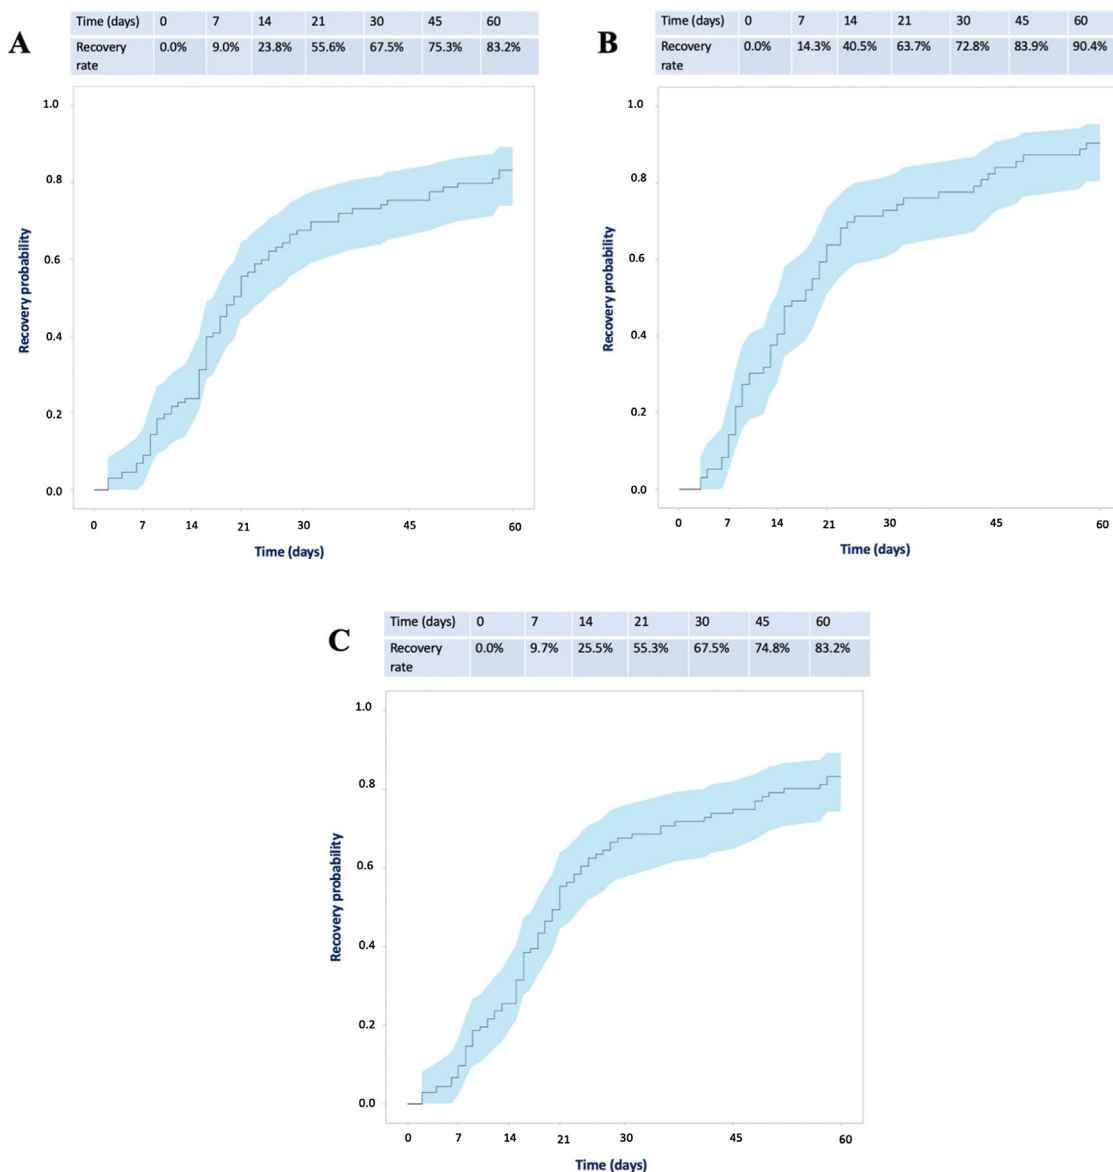 A
Time (days) 0 7 14 21 30 45 60
Recovery rate 0.0% 9.0% 23.8% 55.6% 67.5% 75.3% 83.2%
1.0
0.8
0.6
0.4
0.2
0.0
Recovery probability
0 7 14 21 30 45 60
Time (days)
B
Time (days) 0 7 14 21 30 45 60
Recovery rate 0.0% 14.3% 40.5% 63.7% 72.8% 83.9% 90.4%
1.0
0.8
0.6
0.4
0.2
0.0
Recovery probability
0 7 14 21 30 45 60
Time (days)
C
Time (days) 0 7 14 21 30 45 60
Recovery rate 0.0% 9.7% 25.5% 55.3% 67.5% 74.8% 83.2%
1.0
0.8
0.6
0.4
0.2
0.0
Recovery probability
0 7 14 21 30 45 60
Time (days)